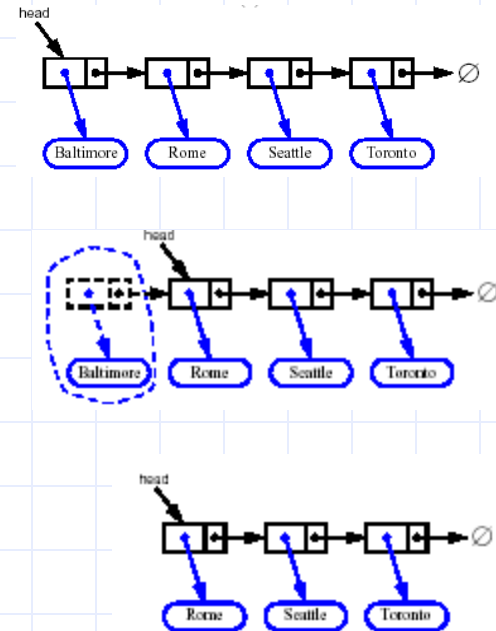 head
Baltimore Rome Seattle Toronto ∅
head
Baltimore Rome Seattle Toronto ∅
head
Rome Seattle Toronto ∅